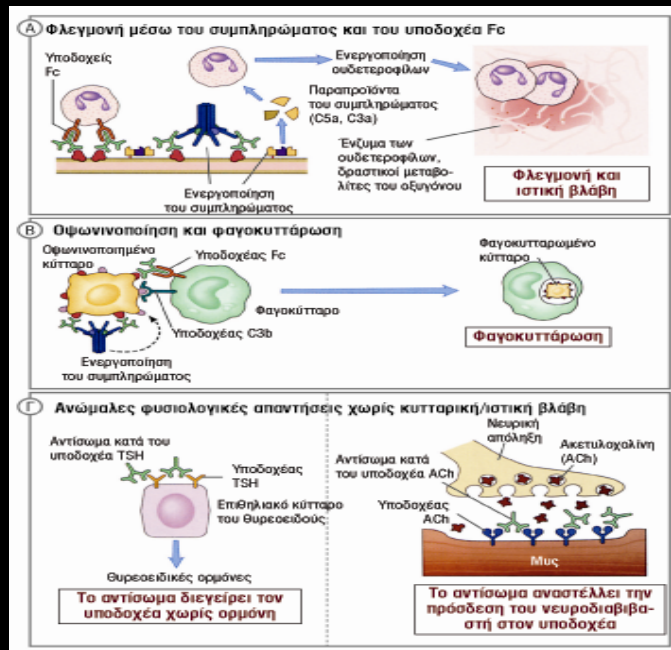 Α Φλεγμονή μέσω του συμπληρώματος και του υποδοχέα Fc
Υποδοχείς
Fc
Ενεργοποίηση
ουδετεροφίλων
Παραπροϊόντα
του συμπληρώματος
(C5a, C3a)
Ένζυμα των
ουδετεροφίλων,
δραστικοί μεταβο-
λίτες του οξυγόνου
Ενεργοποίηση
του συμπληρώματος
Φλεγμονή και
ιστική βλάβη
Β Οψωνινοποίηση και φαγοκυττάρωση
Οψωνινοποιημένο
κύτταρο
Υποδοχέας Fc
Φαγοκύτταρο
Υποδοχέας C3b
Ενεργοποίηση
του συμπληρώματος
Φαγοκυτταρωμένο
κύτταρο
Φαγοκυττάρωση
Γ Ανώμαλες φυσιολογικές απαντήσεις χωρίς κυτταρική/ιστική βλάβη
Αντίσωμα κατά του
υποδοχέα TSH
Υποδοχέας
TSH
Επιθηλιακό κύτταρο
του θυρεοειδούς
Θυρεοειδικές ορμόνες
Το αντίσωμα διεγείρει τον
υποδοχέα χωρίς ορμόνη
Νευρική
απόληξη
Ακετυλοχαλίνη
(ACh)
Αντίσωμα κατά
του υποδοχέα ACh
Υποδοχέας
ACh
Μυς
Το αντίσωμα αναστέλλει την
πρόσδεση του νευροδιαβιβα-
στή στον υποδοχέα